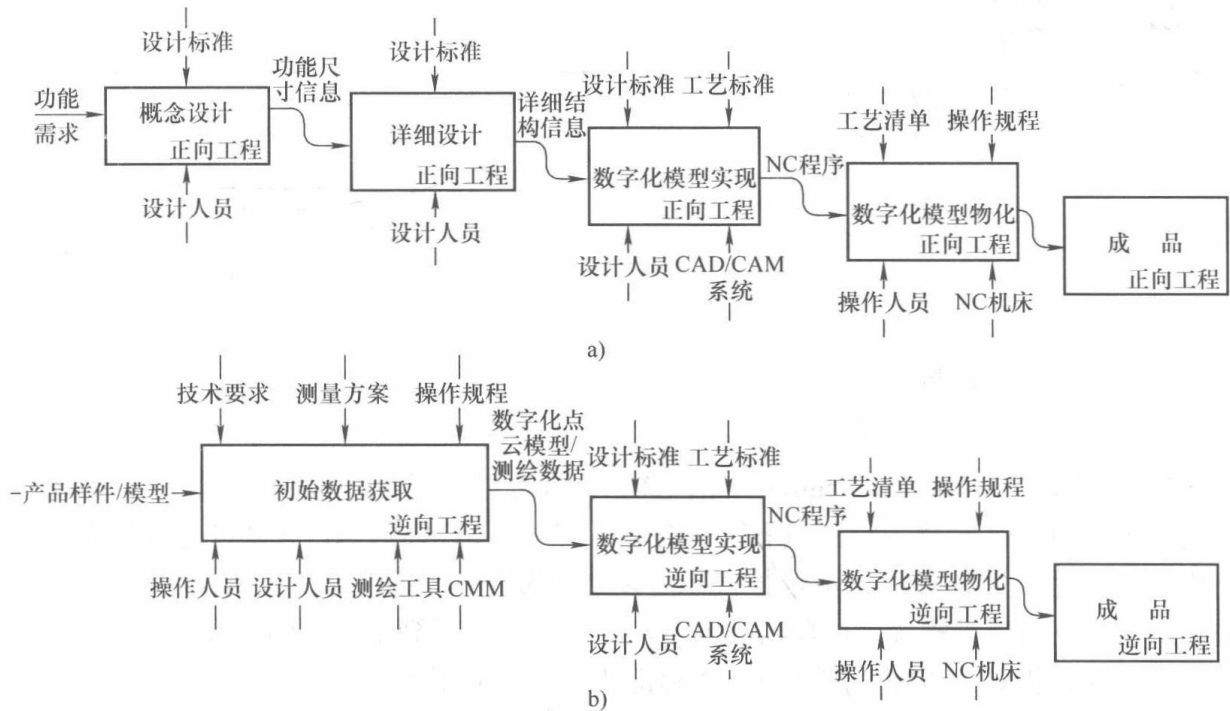 设计标准
功能
需求
概念设计
正向工程
设计人员
功能尺
寸信息
设计标准
详细设计
正向工程
设计人员
详细结
构信息
设计标准
工艺标准
数字化模型实现
正向工程
设计人员
CAD/CAM
系统
NC程序
工艺清单
操作规程
数字化模型物化
正向工程
操作人员
NC机床
成 品
正向工程
a)
技术要求
测量方案
操作规程
产品样件/模型
初始数据获取
逆向工程
操作人员
设计人员
测绘工具
CMM
数字化点
云模型/
测绘数据
设计标准
工艺标准
数字化模型实现
逆向工程
设计人员
CAD/CAM
系统
NC程序
工艺清单
操作规程
数字化模型物化
逆向工程
操作人员
NC机床
成 品
逆向工程
b)